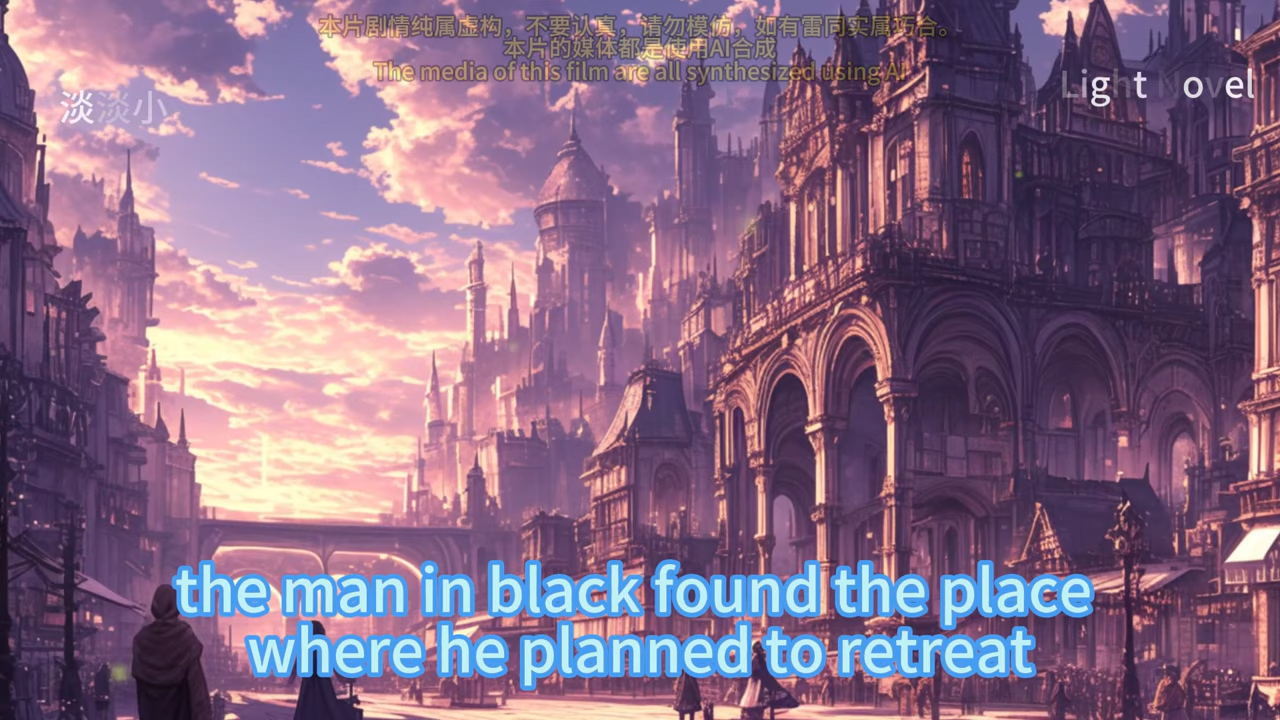 本片剧情纯属虚构，不要认真，请勿模仿，如有雷同实属巧合。
本片的媒体都是使用AI合成
The media of this film are all synthesized using AI
淡淡小
Light Novel
the man in black found the place
where he planned to retreat